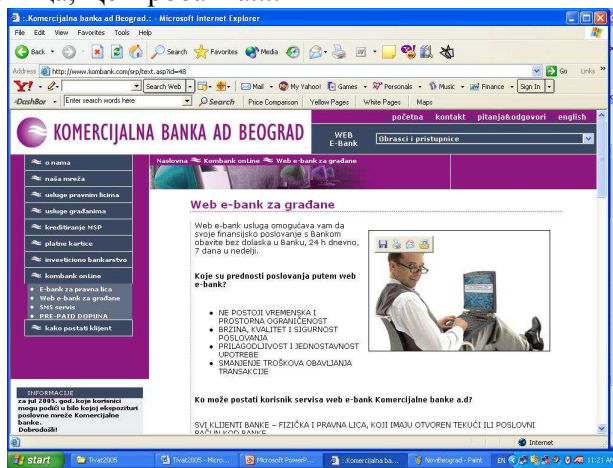 :.Komercijalna banka ad Beograd.: - Microsoft Internet Explorer
File Edit View Favorites Tools Help
Back Search Favorites Media
Address http://www.kombank.com/srp/text.asp?id=48 Go Links
Y! Search Web Mail My Yahoo! Games Personals Music Finance Sign In
DashBar Enter search words here Search Price Comparison Yellow Pages White Pages Maps
početna kontakt pitanja&odgovori english
KOMERCIJALNA BANKA AD BEOGRAD
WEB
E-Bank
Obrasci i pristupnice
Naslovna Kombank onLine Web e-bank za građane
o nama
naša mreža
usluge pravnim licima
usluge građanima
kreditiranje MSP
platne kartice
investiciono bankarstvo
kombank onLine
E-bank za pravna lica
Web e-bank za građane
SMS servis
PRE-PAID DOPUNA
kako postati klijent
INFORMACIJE
za jul 2005. god. koje korisnici
mogu podići u bilo kojoj ekspozituri
poslovne mreže Komercijalne
banke.
Dobrodošli!
Web e-bank za građane
Web e-bank usluga omogućava vam da
svoje finansijsko poslovanje s Bankom
obavite bez dolaska u Banku, 24 h dnevno,
7 dana u nedelji.
Koje su prednosti poslovanja putem web
e-bank?
NE POSTOJI VREMENSKA I
PROSTORNA OGRANIČENOST
BRZINA, KVALITET I SIGURNOST
POSLOVANJA
PRILAGODLJIVOST I JEDNOSTAVNOST
UPOTREBE
SMANJENJE TROŠKOVA OBAVLJANJA
TRANSAKCIJE
Ko može postati korisnik servisa web e-bank Komercijalne banke a.d?
SVI KLIJENTI BANKE – FIZIČKA I PRAVNA LICA, KOJI IMAJU OTVOREN TEKUĆI ILI POSLOVNI
RAČUN KOD BANKE
Internet
start Tivat2005 Tivat2005 - Micro... Microsoft PowerP... :.Komercijalna ba... NoviBeograd - Paint EN 11:21 AM